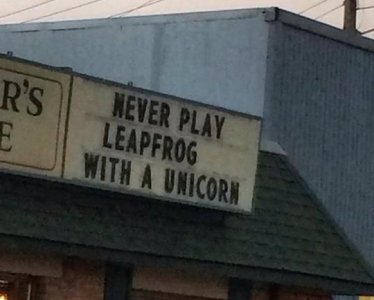 R'S
E
NEVER PLAY
LEAPFROG
WITH A UNICORN